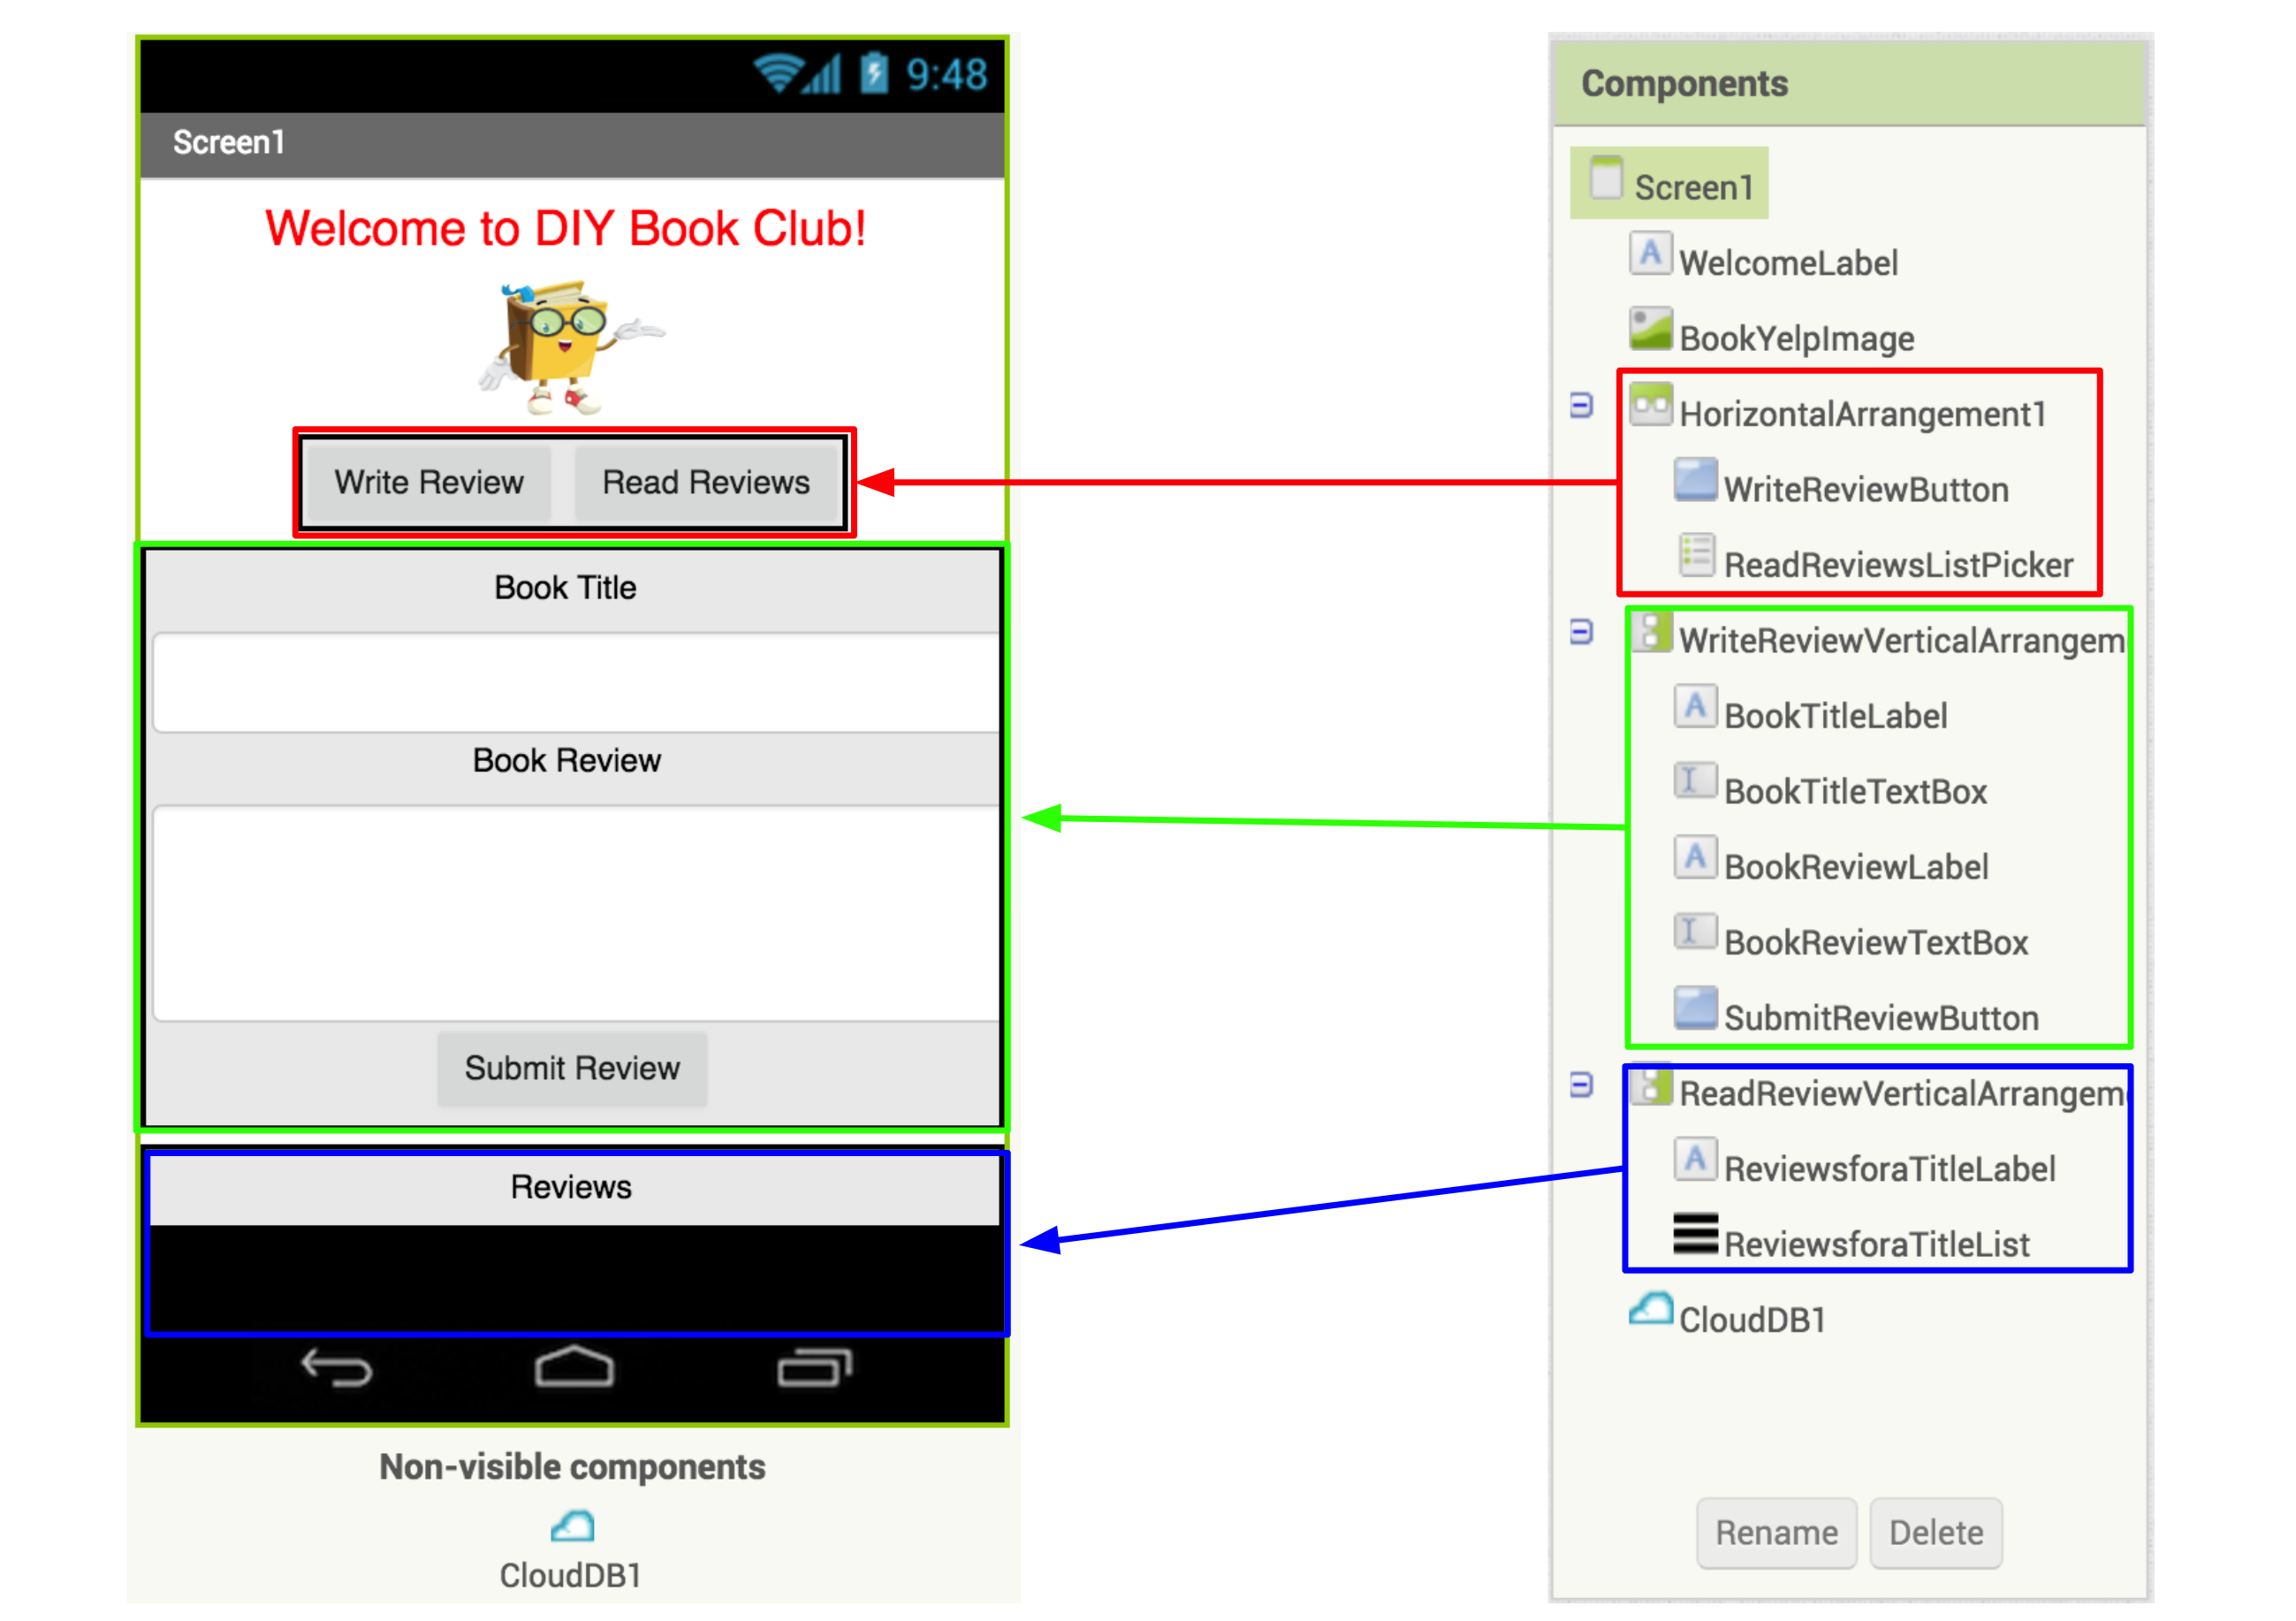 9:48
Screen1
Welcome to DIY Book Club!
Write Review
Read Reviews
Book Title
Book Review
Submit Review
Reviews
Non-visible components
CloudDB1
Components
Screen1
WelcomeLabel
BookYelpImage
HorizontalArrangement1
WriteReviewButton
ReadReviewsListPicker
WriteReviewVerticalArrangem
BookTitleLabel
BookTitleTextBox
BookReviewLabel
BookReviewTextBox
SubmitReviewButton
ReadReviewVerticalArrangem
ReviewsforaTitleLabel
ReviewsforaTitleList
CloudDB1
Rename
Delete